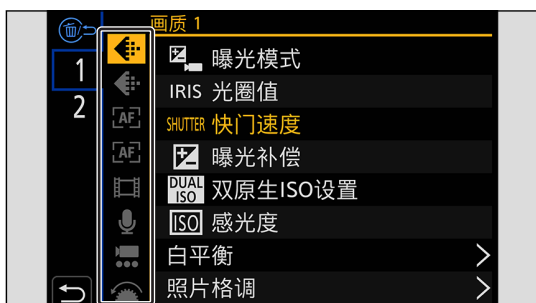 画质 1
1
2
[AF]
[AF]
曝光模式
IRIS 光圈值
SHUTTER 快门速度
曝光补偿
DUAL ISO 双原生ISO设置
ISO 感光度
白平衡
照片格调